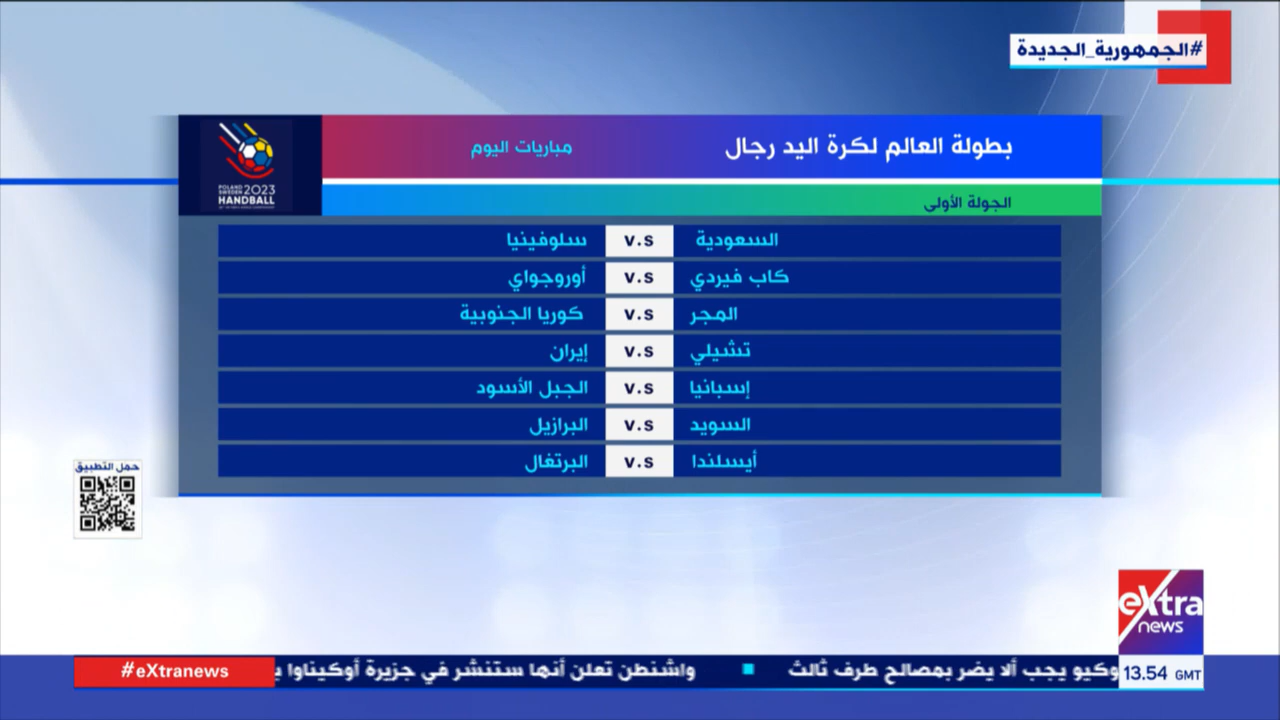 #الجمهورية_الجديدة
بطولة العالم لكرة اليد رجال
مباريات اليوم
POLAND
SWEDEN 2023
HANDBALL
الجولة الأولى
السعودية v.s سلوفينيا
كاب فيردي v.s أوروجواي
المجر v.s كوريا الجنوبية
تشيلي v.s إيران
إسبانيا v.s الجبل الأسود
السويد v.s البرازيل
أيسلندا v.s البرتغال
حمل التطبيق
eXtra
news
13.54 GMT
وكيو يجب ألا يضر بمصالح طرف ثالث ■ واشنطن تعلن أنها ستنشر في جزيرة أوكيناوا
#eXtranews